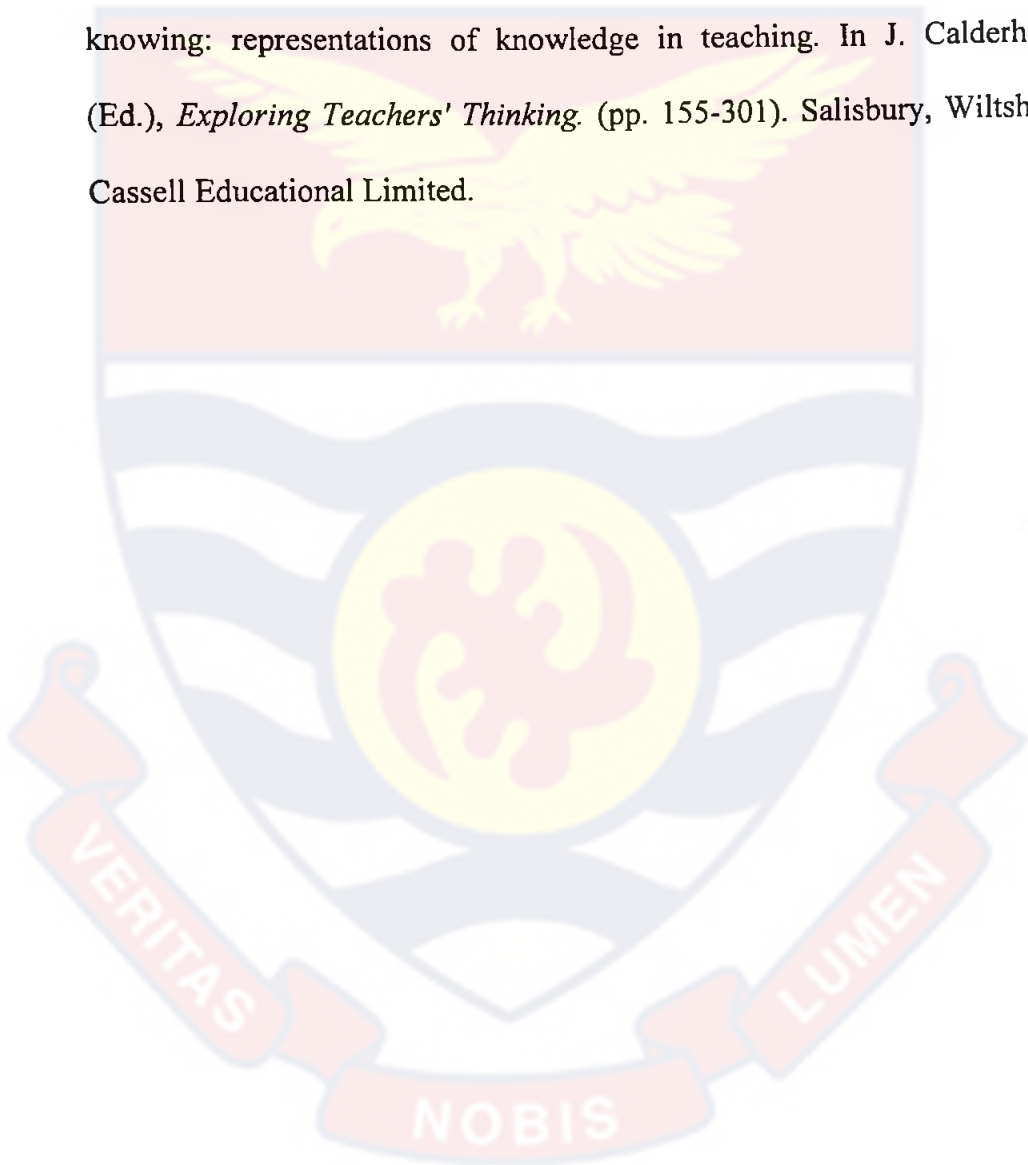 knowing: representations of knowledge in teaching. In J. Calderh
(Ed.), Exploring Teachers' Thinking. (pp. 155-301). Salisbury, Wiltsh
Cassell Educational Limited.
VERITAS
NOBIS
LUMEN